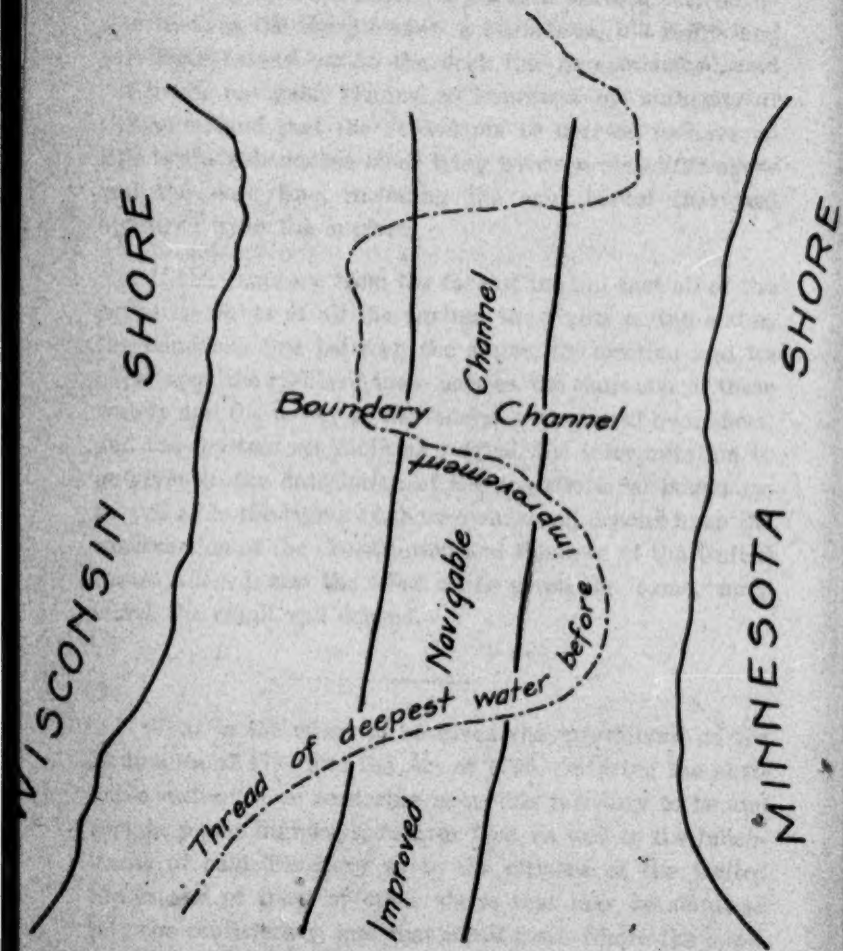 WISCONSIN SHORE
Boundary Channel
Improved Navigable Channel
Thread of deepest water before improvement
MINNESOTA SHORE